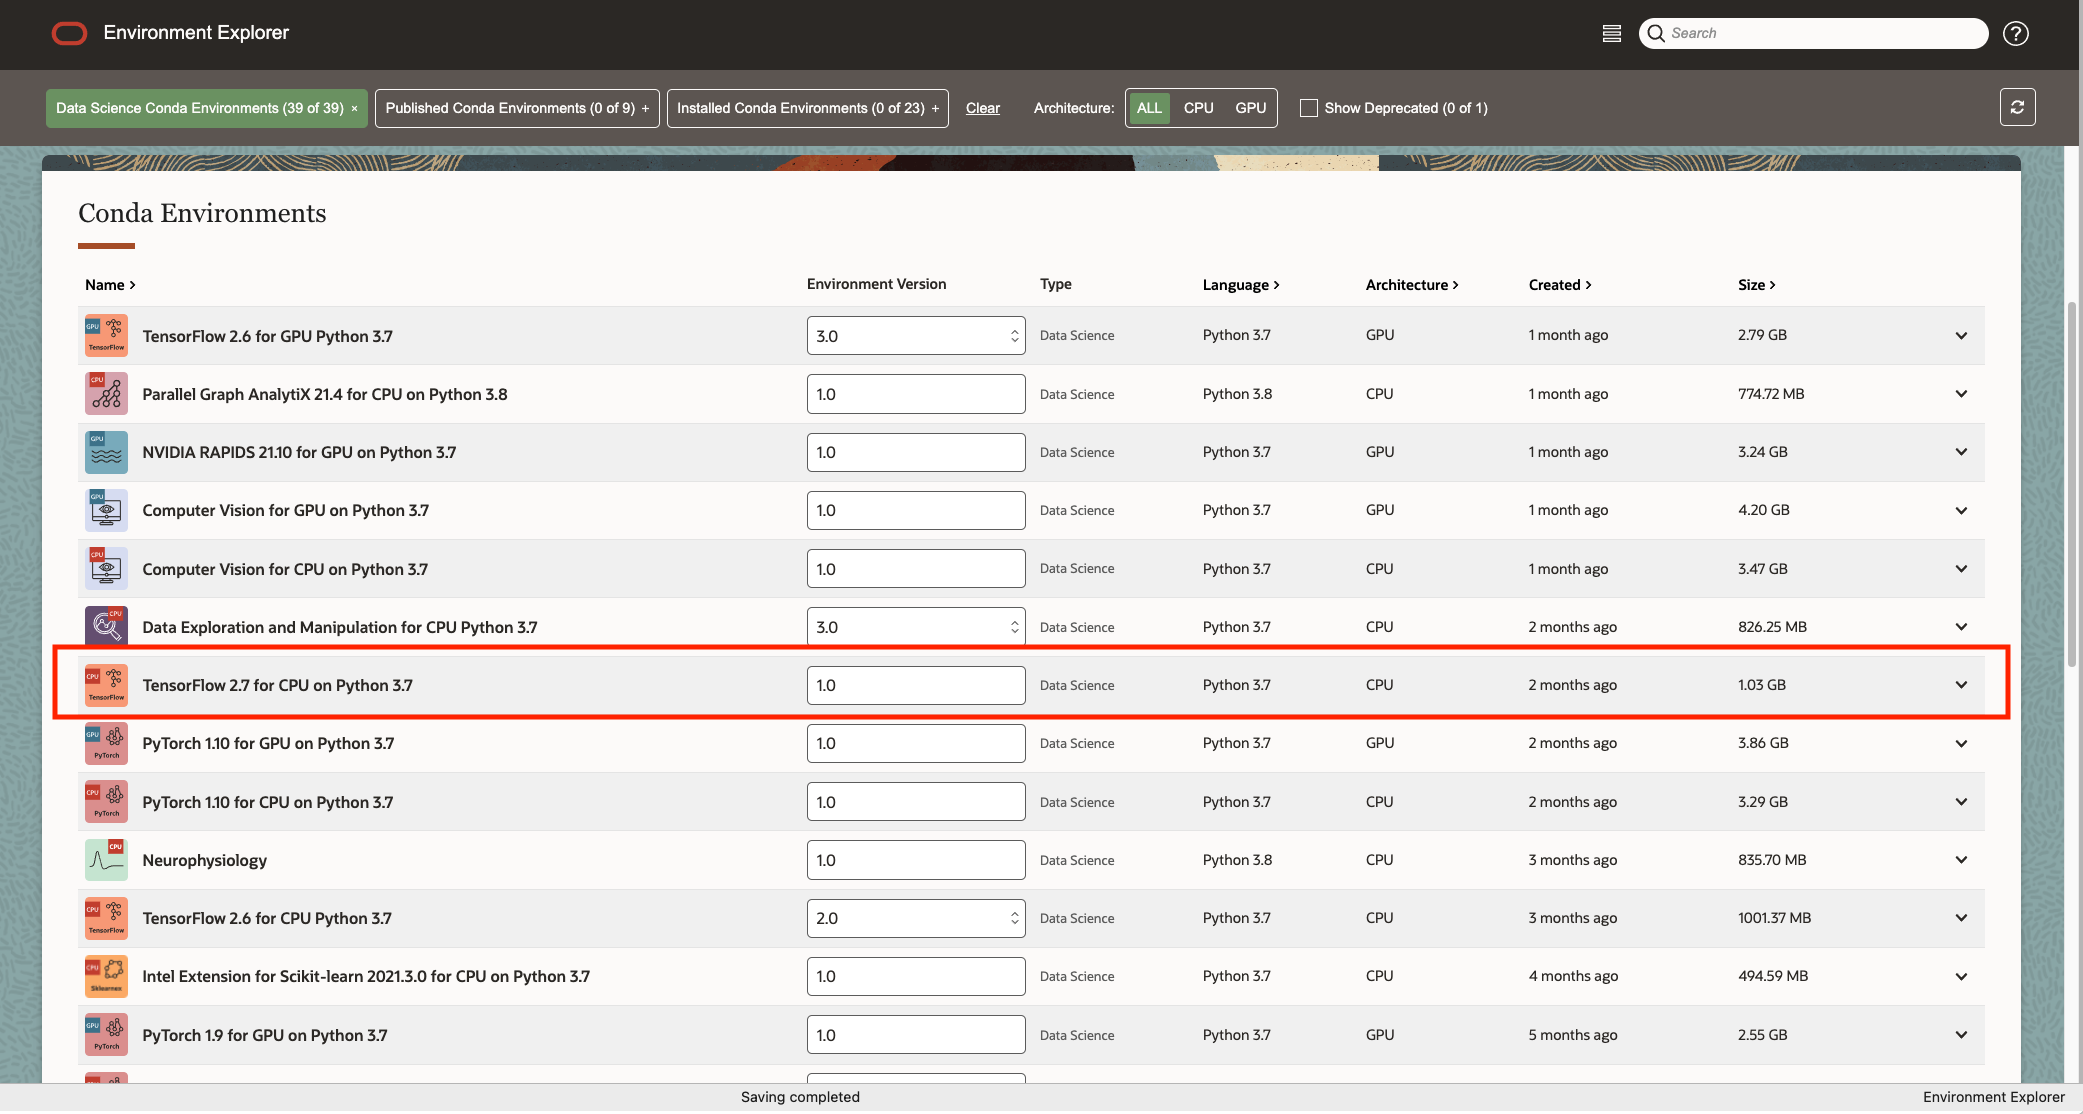 Environment Explorer
Search
?
Data Science Conda Environments (39 of 39) × Published Conda Environments (0 of 9) + Installed Conda Environments (0 of 23) + Clear Architecture: ALL CPU GPU Show Deprecated (0 of 1)
Conda Environments
Name Environment Version Type Language Architecture Created Size
GPU TensorFlow TensorFlow 2.6 for GPU Python 3.7 3.0 Data Science Python 3.7 GPU 1 month ago 2.79 GB
CPU Parallel Graph AnalytiX 21.4 for CPU on Python 3.8 1.0 Data Science Python 3.8 CPU 1 month ago 774.72 MB
GPU NVIDIA RAPIDS 21.10 for GPU on Python 3.7 1.0 Data Science Python 3.7 GPU 1 month ago 3.24 GB
GPU Computer Vision for GPU on Python 3.7 1.0 Data Science Python 3.7 GPU 1 month ago 4.20 GB
CPU Computer Vision for CPU on Python 3.7 1.0 Data Science Python 3.7 CPU 1 month ago 3.47 GB
CPU Data Exploration and Manipulation for CPU Python 3.7 3.0 Data Science Python 3.7 CPU 2 months ago 826.25 MB
CPU TensorFlow TensorFlow 2.7 for CPU on Python 3.7 1.0 Data Science Python 3.7 CPU 2 months ago 1.03 GB
GPU PyTorch PyTorch 1.10 for GPU on Python 3.7 1.0 Data Science Python 3.7 GPU 2 months ago 3.86 GB
CPU PyTorch PyTorch 1.10 for CPU on Python 3.7 1.0 Data Science Python 3.7 CPU 2 months ago 3.29 GB
CPU Neurophysiology 1.0 Data Science Python 3.8 CPU 3 months ago 835.70 MB
CPU TensorFlow TensorFlow 2.6 for CPU Python 3.7 2.0 Data Science Python 3.7 CPU 3 months ago 1001.37 MB
CPU Sklearnex Intel Extension for Scikit-learn 2021.3.0 for CPU on Python 3.7 1.0 Data Science Python 3.7 CPU 4 months ago 494.59 MB
GPU PyTorch PyTorch 1.9 for GPU on Python 3.7 1.0 Data Science Python 3.7 GPU 5 months ago 2.55 GB
Saving completed Environment Explorer